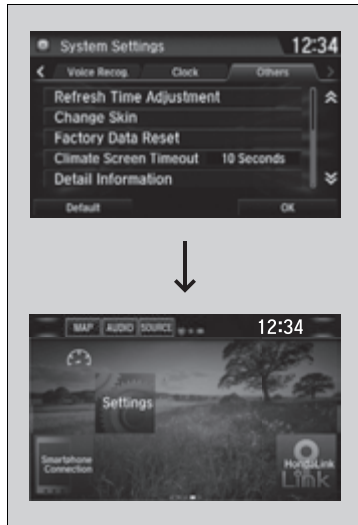 System Settings 12:34
Voice Recog. Clock Others
Refresh Time Adjustment
Change Skin
Factory Data Reset
Climate Screen Timeout 10 Seconds
Detail Information
Default OK
MAP AUDIO SOURCE 12:34
Settings
Smartphone
Connection
HondaLink
Link